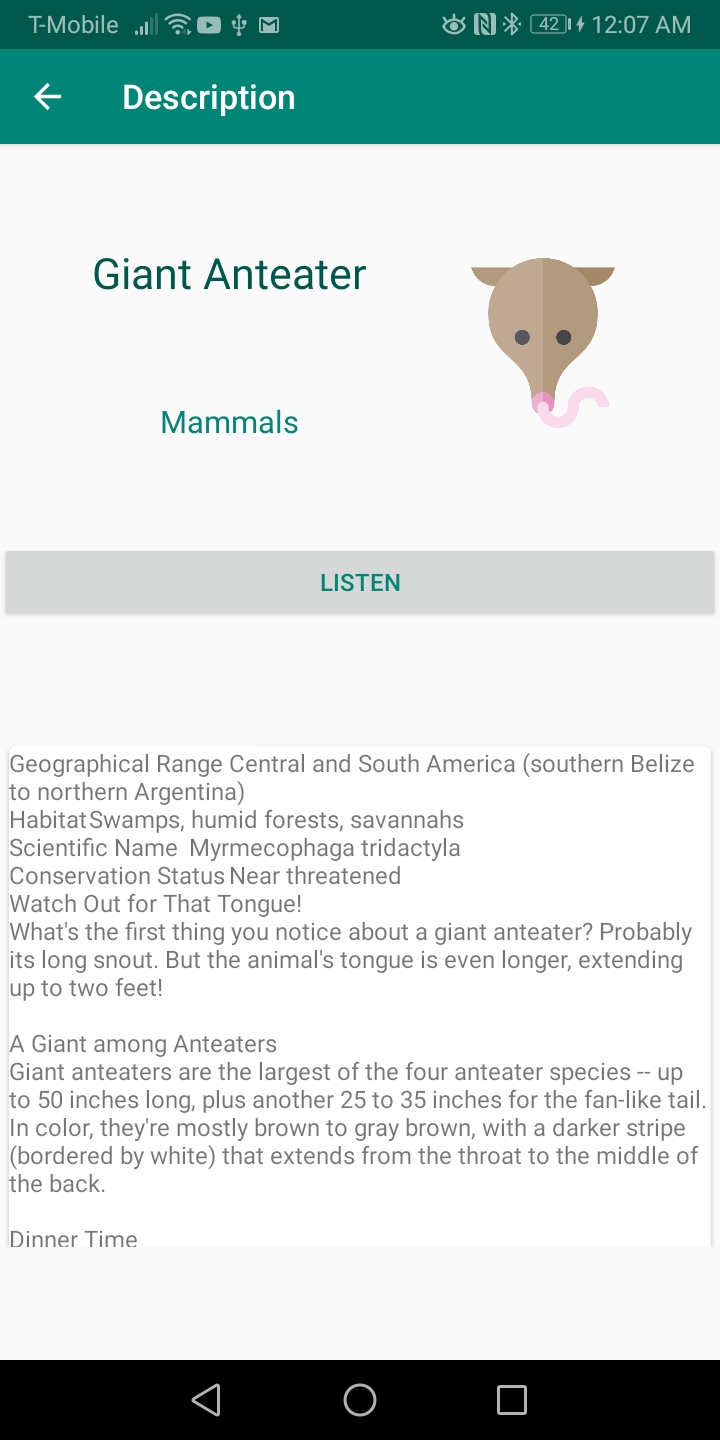 T-Mobile 42 12:07 AM
Description
Giant Anteater
Mammals
LISTEN
Geographical Range Central and South America (southern Belize
to northern Argentina)
Habitat Swamps, humid forests, savannahs
Scientific Name  Myrmecophaga tridactyla
Conservation Status Near threatened
Watch Out for That Tongue!
What's the first thing you notice about a giant anteater? Probably
its long snout. But the animal's tongue is even longer, extending
up to two feet!
A Giant among Anteaters
Giant anteaters are the largest of the four anteater species -- up
to 50 inches long, plus another 25 to 35 inches for the fan-like tail.
In color, they're mostly brown to gray brown, with a darker stripe
(bordered by white) that extends from the throat to the middle of
the back.
Dinner Time